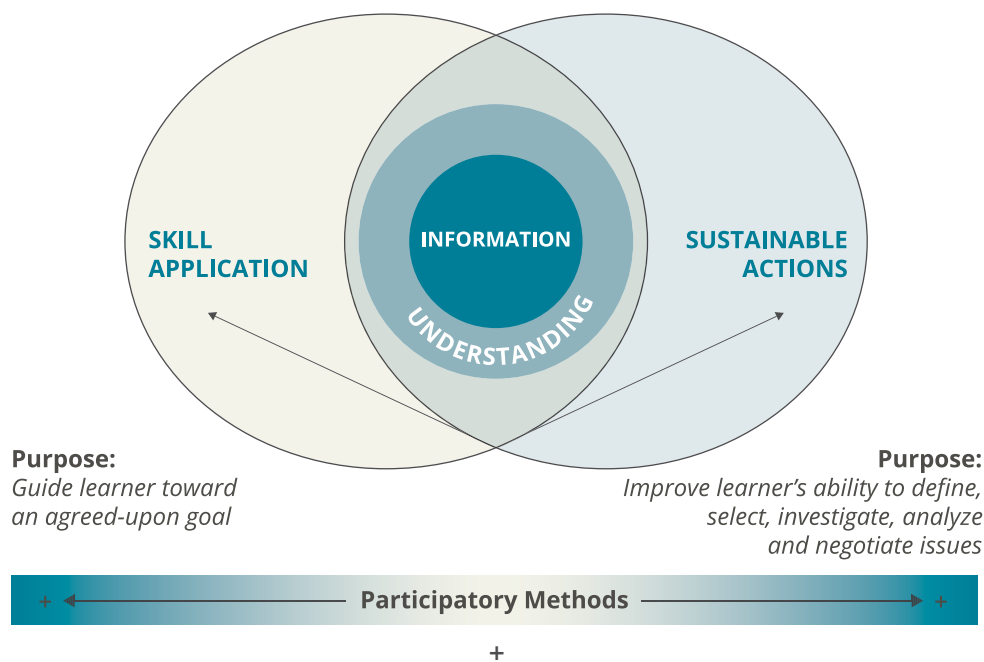 SKILL
APPLICATION
INFORMATION
UNDERSTANDING
SUSTAINABLE
ACTIONS
Purpose:
Guide learner toward
an agreed-upon goal
Purpose:
Improve learner’s ability to define,
select, investigate, analyze
and negotiate issues
+ Participatory Methods +
+